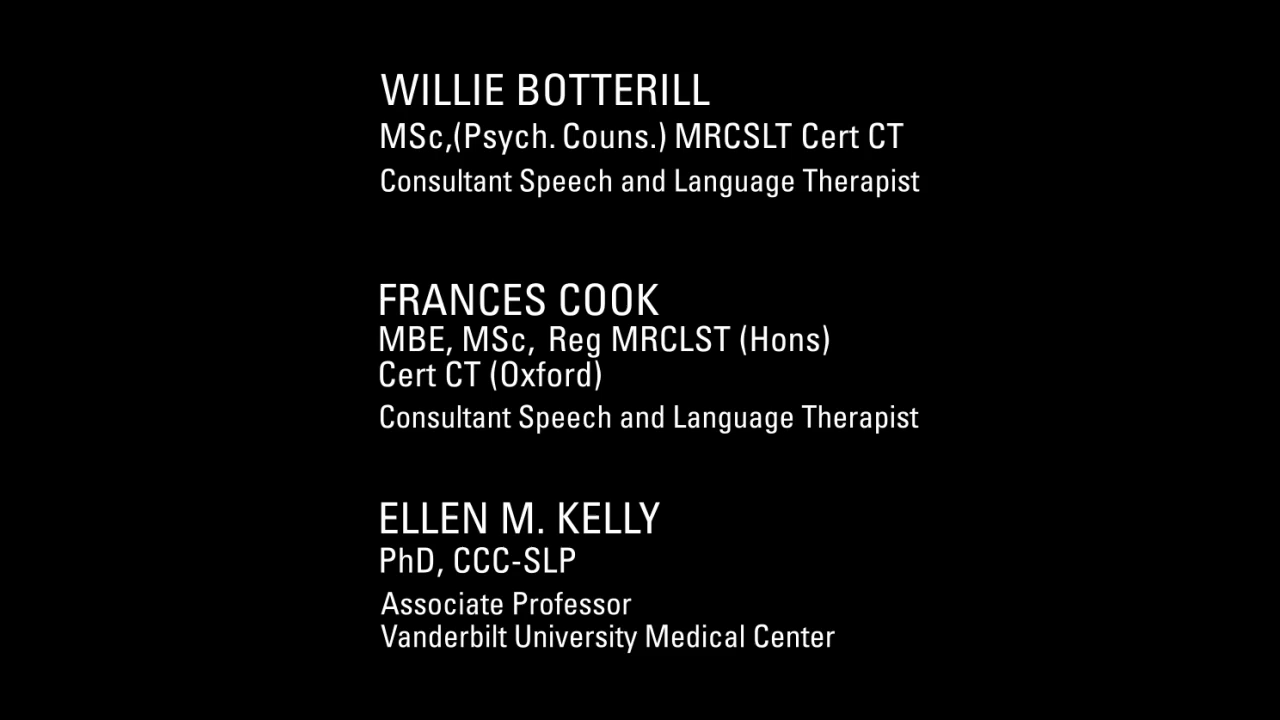 WILLIE BOTTERILL
MSc,(Psych. Couns.) MRCSLT Cert CT
Consultant Speech and Language Therapist
FRANCES COOK
MBE, MSc, Reg MRCLST (Hons)
Cert CT (Oxford)
Consultant Speech and Language Therapist
ELLEN M. KELLY
PhD, CCC-SLP
Associate Professor
Vanderbilt University Medical Center